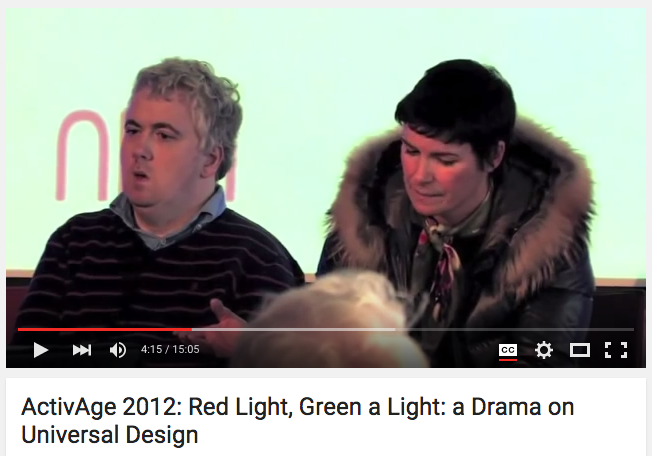 4:15 / 15:05
CC
ActivAge 2012: Red Light, Green a Light: a Drama on
Universal Design